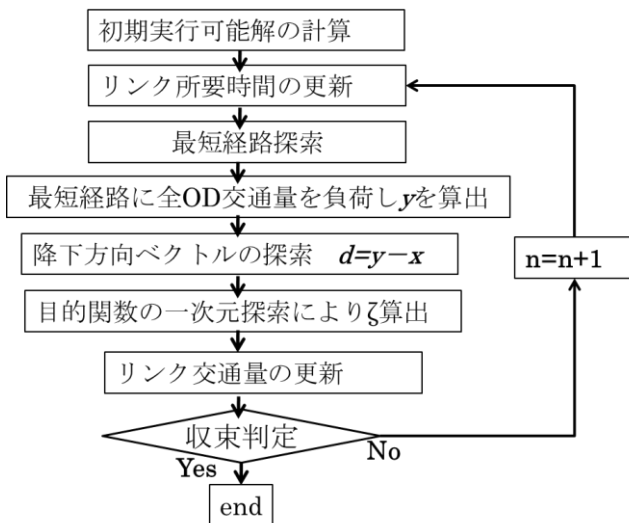 初期実行可能解の計算
リンク所要時間の更新
最短経路探索
最短経路に全OD交通量を負荷しyを算出
降下方向ベクトルの探索 d=y−x
n=n+1
目的関数の一次元探索によりζ算出
リンク交通量の更新
収束判定
Yes
No
end